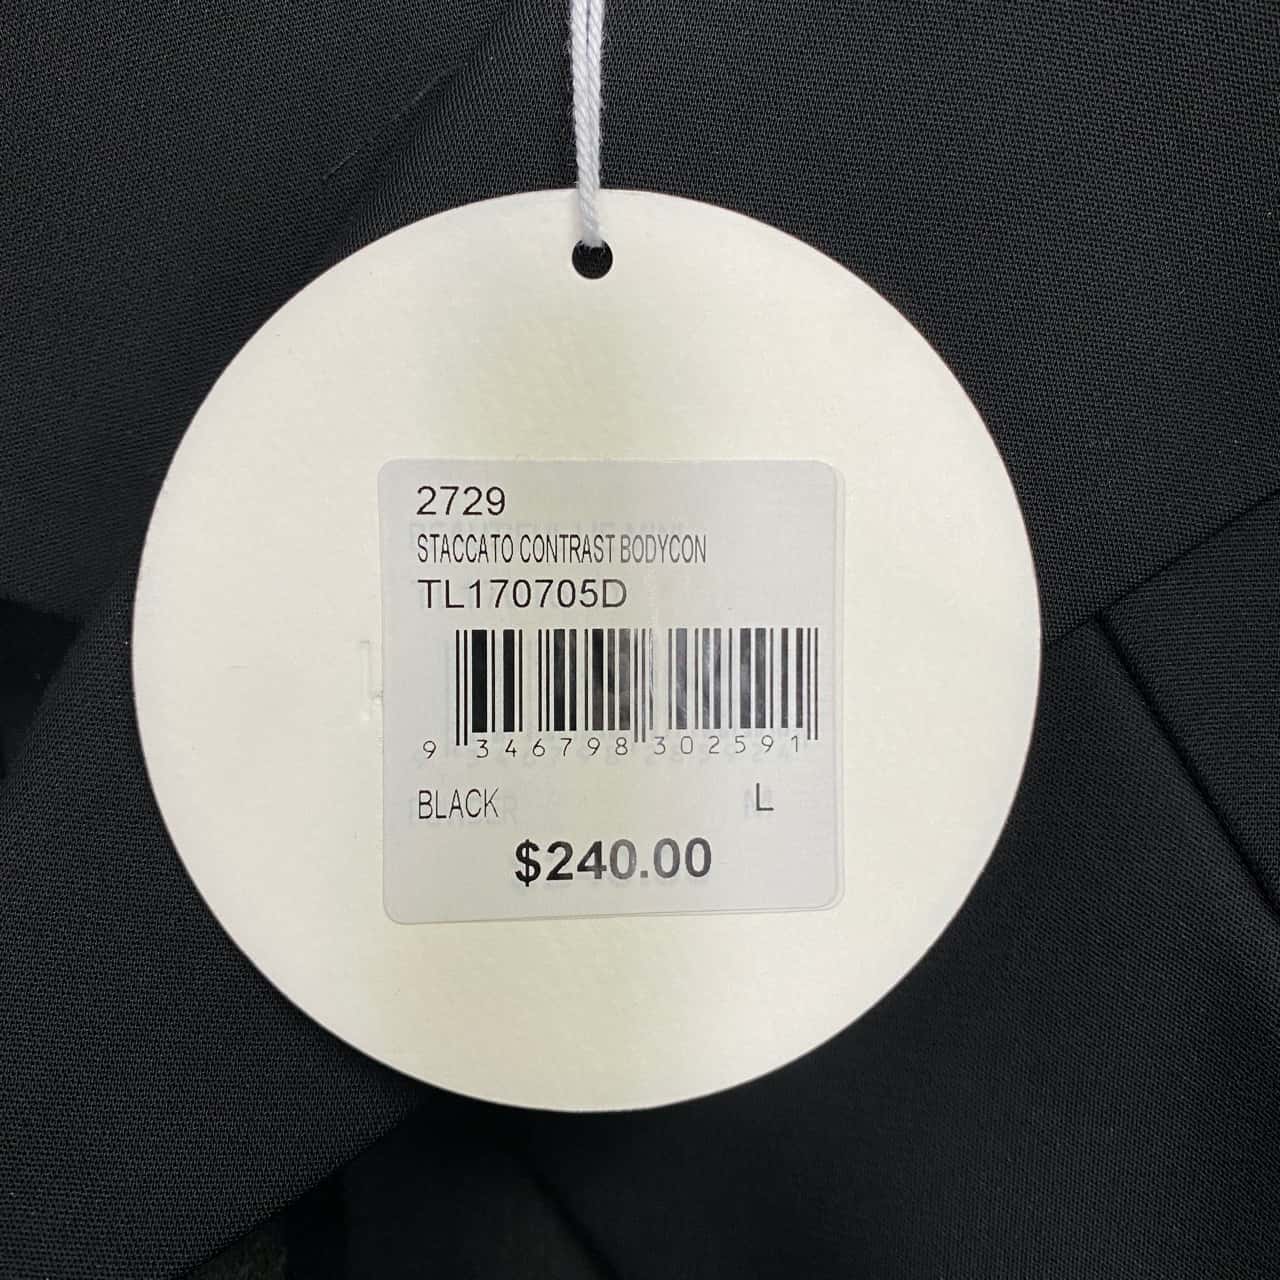 2729
STACCATO CONTRAST BODYCON
TL170705D
9 346798 302591
BLACK L
$240.00